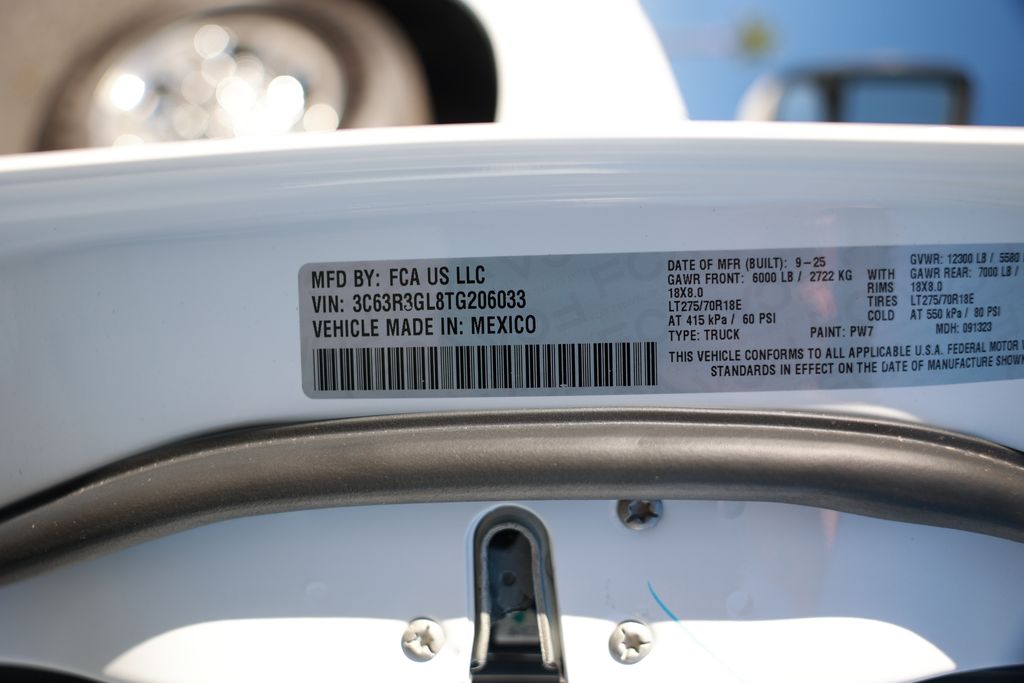 MFD BY: FCA US LLC
VIN: 3C63R3GL8TG206033
VEHICLE MADE IN: MEXICO
DATE OF MFR (BUILT): 9-25
GVWR: 12300 LB / 5580
GAWR FRONT: 6000 LB / 2722 KG WITH GAWR REAR: 7000 LB /
18X8.0 RIMS 18X8.0
LT275/70R18E TIRES LT275/70R18E
AT 415 kPa / 60 PSI COLD AT 550 kPa / 80 PSI
TYPE: TRUCK PAINT: PW7 MDH: 091323
THIS VEHICLE CONFORMS TO ALL APPLICABLE U.S.A. FEDERAL MOTOR
STANDARDS IN EFFECT ON THE DATE OF MANUFACTURE